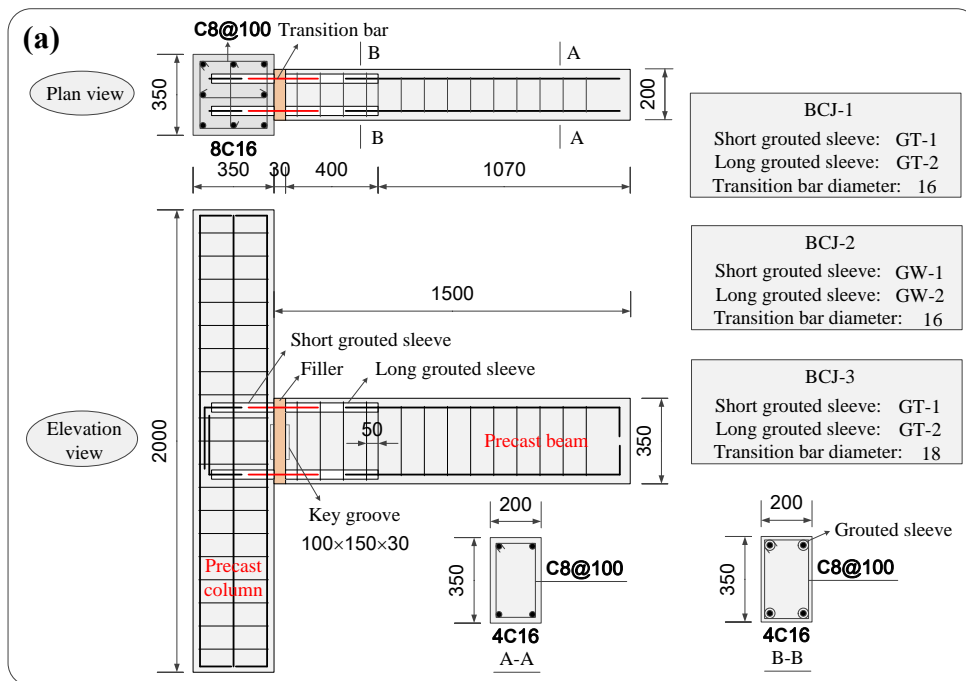 (a)
C8@100
Transition bar
B
A
Plan view
350
200
B
A
8C16
350
30
400
1070
BCJ-1
Short grouted sleeve: GT-1
Long grouted sleeve: GT-2
Transition bar diameter: 16
BCJ-2
Short grouted sleeve: GW-1
Long grouted sleeve: GW-2
Transition bar diameter: 16
BCJ-3
Short grouted sleeve: GT-1
Long grouted sleeve: GT-2
Transition bar diameter: 18
1500
Short grouted sleeve
Filler
Long grouted sleeve
Elevation
view
2000
50
Precast beam
350
Key groove
100×150×30
Precast
column
200
350
C8@100
4C16
A-A
200
Grouted sleeve
350
C8@100
4C16
B-B